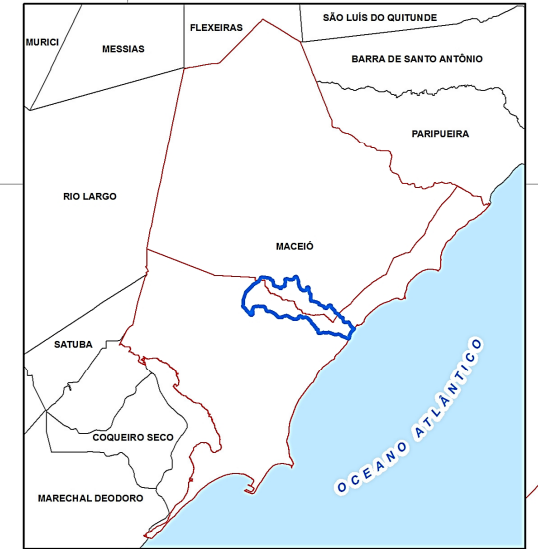 SÃO LUÍS DO QUITUNDE
FLEXEIRAS
MURICI
MESSIAS
BARRA DE SANTO ANTÔNIO
PARIPUEIRA
RIO LARGO
MACEIÓ
SATUBA
OCEANO ATLÂNTICO
COQUEIRO SECO
MARECHAL DEODORO